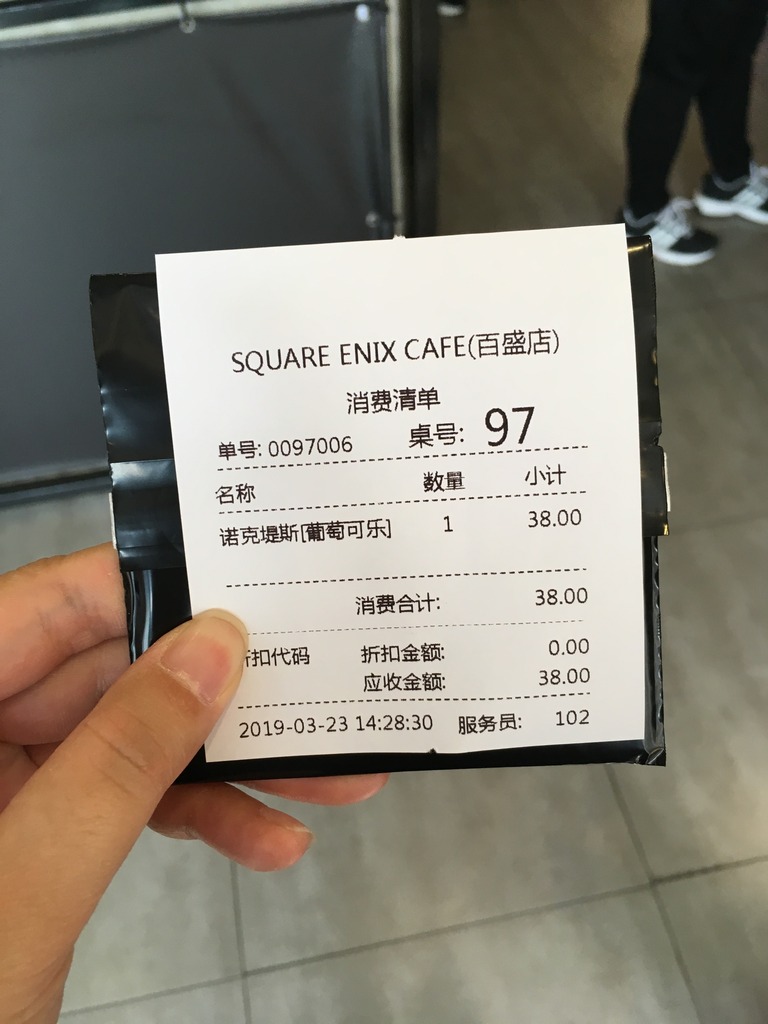 SQUARE ENIX CAFE(百盛店)
消费清单
单号: 0097006 桌号: 97
名称 数量 小计
诺克堤斯[葡萄可乐] 1 38.00
消费合计: 38.00
折扣代码 折扣金额: 0.00
应收金额: 38.00
2019-03-23 14:28:30 服务员: 102